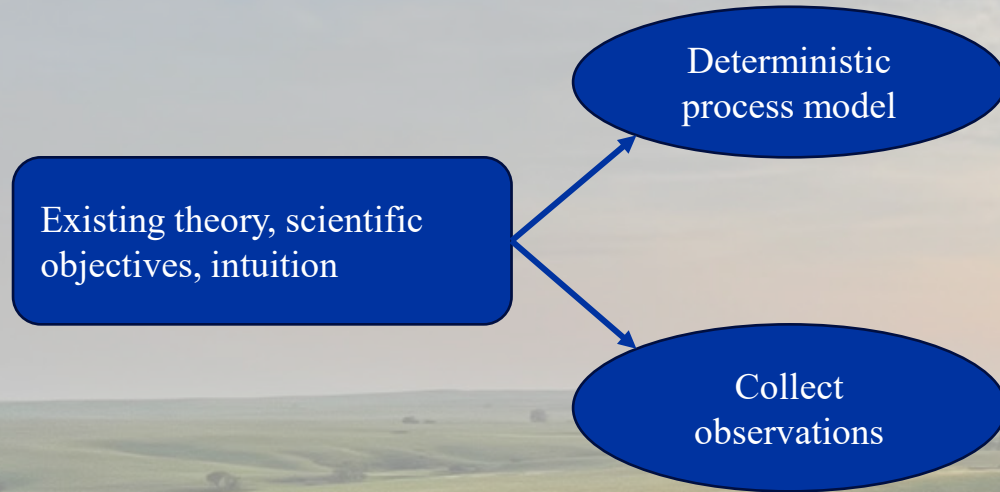 Deterministic
process model
Existing theory, scientific
objectives, intuition
Collect
observations